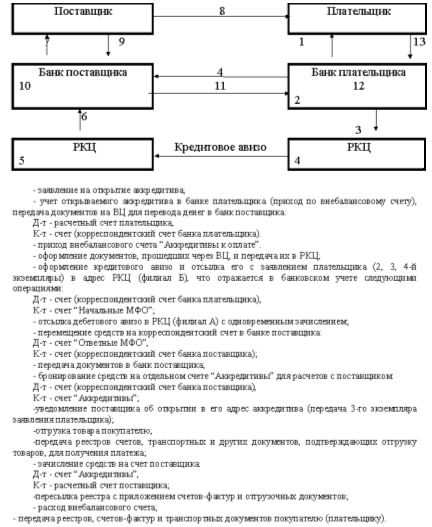 Поставщик
8
Плательщик
7
9
1
13
Банк поставщика
10
4
11
Банк плательщика
12
2
6
3
РКЦ
5
Кредитовое авизо
РКЦ
4
- заявление на открытие аккредитива;
- учет открываемого аккредитива в банке плательщика (приход по внебалансовому счету),
передача документов на ВЦ для перевода денег в банк поставщика:
Д-т - расчетный счет плательщика,
К-т - счет (корреспондентский счет банка плательщика).
- приход внебалансового счета “Аккредитивы к оплате”.
- оформление документов, прошедших через ВЦ, и передача их в РКЦ;
- оформление кредитового авизо и отсылка его с заявлением плательщика (2, 3, 4-й
экземпляры) в адрес РКЦ (филиал Б), что отражается в банковском учете следующими
операциями:
Д-т - счет (корреспондентский счет банка плательщика),
К-т - счет “Начальные МФО”;
- отсылка дебетового авизо в РКЦ (филиал А) с одновременным зачислением;
- перемещение средств на корреспондентский счет в банке поставщика:
Д-т - счет “Ответные МФО”,
К-т - счет (корреспондентский счет банка поставщика);
- передача документов в банк поставщика;
- бронирование средств на отдельном счете “Аккредитивы” для расчетов с поставщиком:
Д-т - счет (корреспондентский счет банка поставщика),
К-т - счет “Аккредитивы”;
-уведомление поставщика об открытии в его адрес аккредитива (передача 3-го экземпляра
заявления плательщика);
-отгрузка товара покупателю;
-передача реестров счетов, транспортных и других документов, подтверждающих отгрузку
товаров, для получения платежа;
- зачисление средств на счет поставщика:
Д-т - счет “Аккредитивы”,
К-т - расчетный счет поставщика;
-пересылка реестра с приложением счетов-фактур и отгрузочных документов;
- расход внебалансового счета;
- передача реестров, счетов-фактур и транспортных документов покупателю (плательщику).